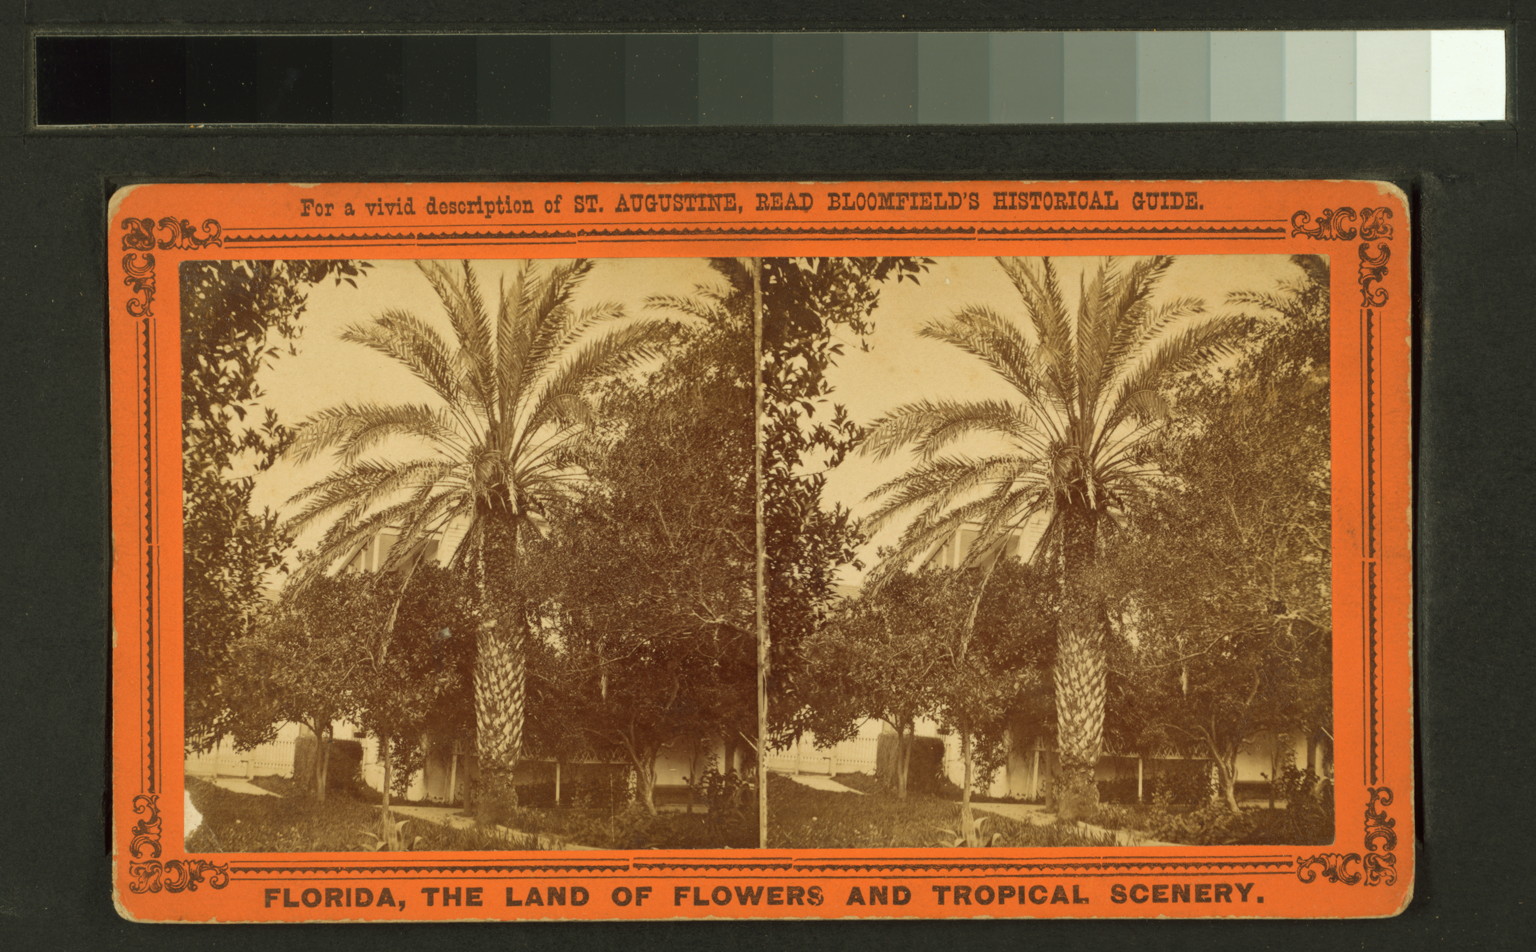 For a vivid description of ST. AUGUSTINE, READ BLOOMFIELD'S HISTORICAL GUIDE.
FLORIDA, THE LAND OF FLOWERS AND TROPICAL SCENERY.